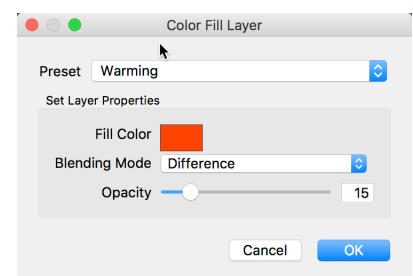 Color Fill Layer
Preset Warming
Set Layer Properties
Fill Color
Blending Mode Difference
Opacity 15
Cancel OK